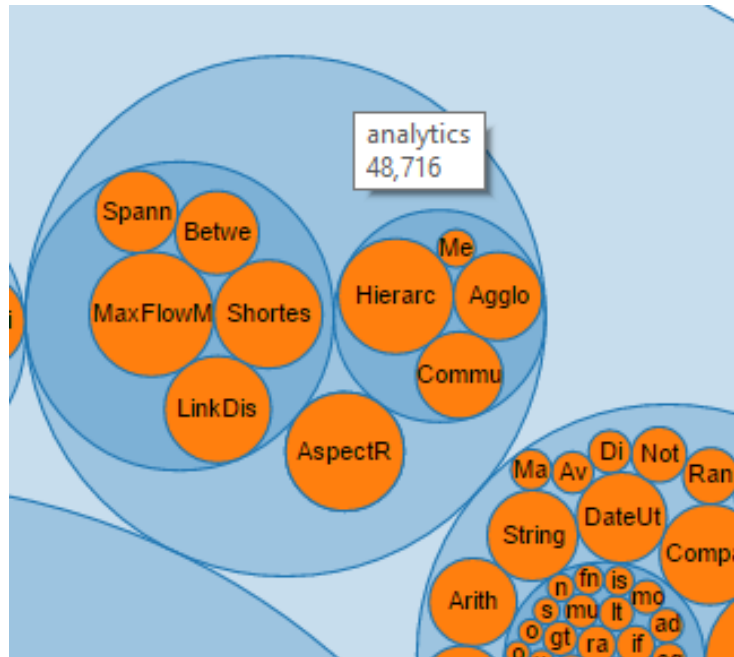 analytics
48,716
Spann
Betwe
Me
MaxFlowM
Shortes
Hierarc
Agglo
i
Commu
LinkDis
AspectR
Di
Not
Ma
Av
Ran
DateUt
String
Compa
n
fn
is
mo
Arith
s
mu
lt
ad
o
gt
ra
if